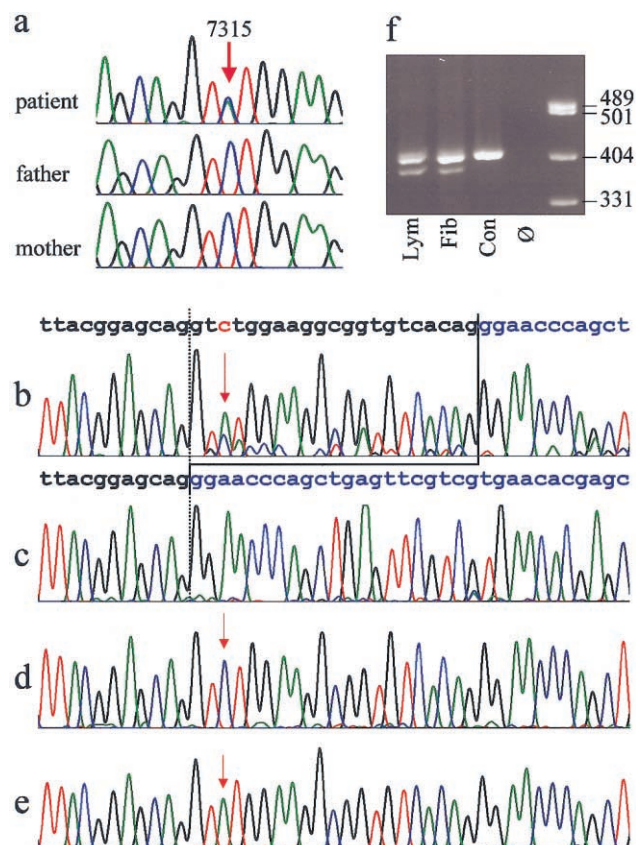 a
7315
patient
father
mother
f
489
501
404
331
Lym
Fib
Con
Ø
ttacggagcaggtctggaaggcggtgtcacagggaacccagct
b
ttacggagcagggaacccagctgagttcgtcgtgaacacgagc
c
d
e